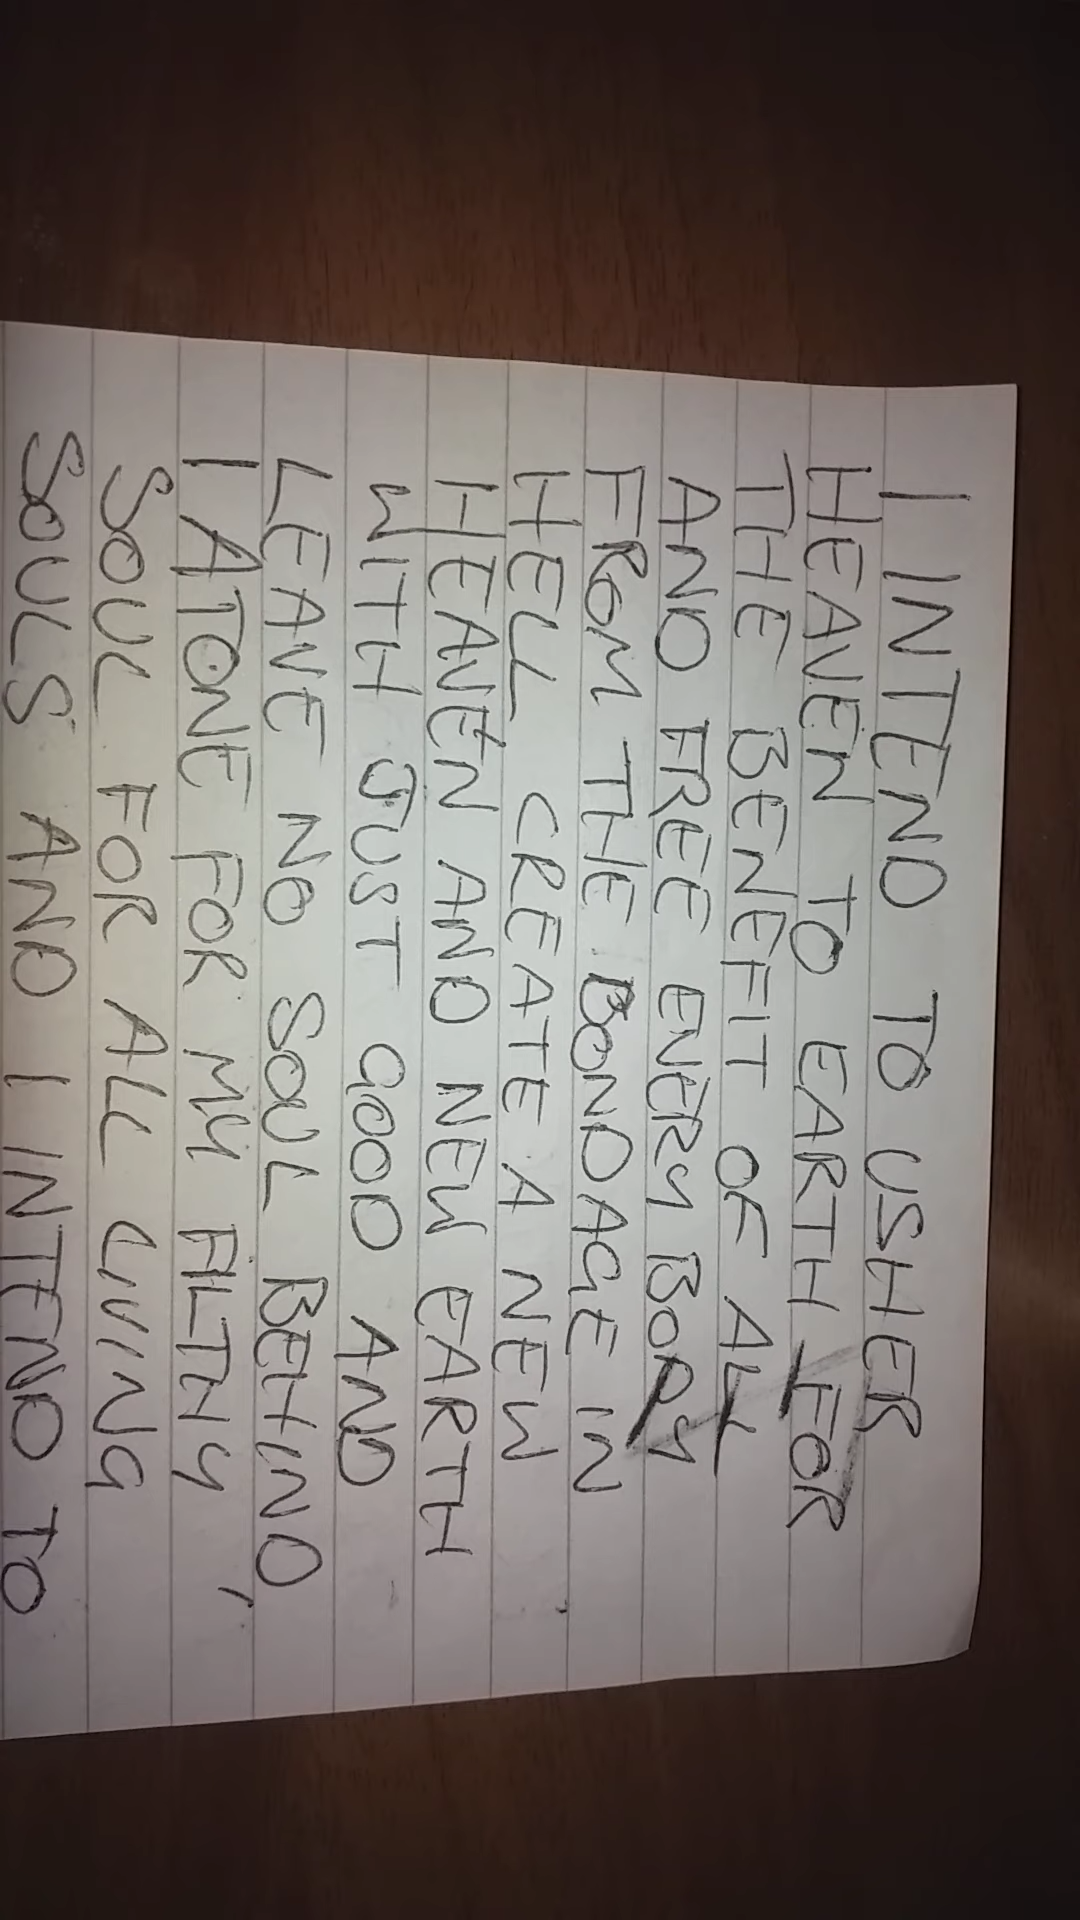 I INTEND TO USHER
HEAVEN TO EARTH FOR
THE BENEFIT OF ALL
AND FREE EVERY BODY
FROM THE BONDAGE IN
HELL CREATE A NEW
HEAVEN AND NEW EARTH
WITH JUST GOOD AND
LEAVE NO SOUL BEHIND,
I ATONE FOR MY FILTHY
SOUL FOR ALL LIVING
SOULS AND I INTEND TO